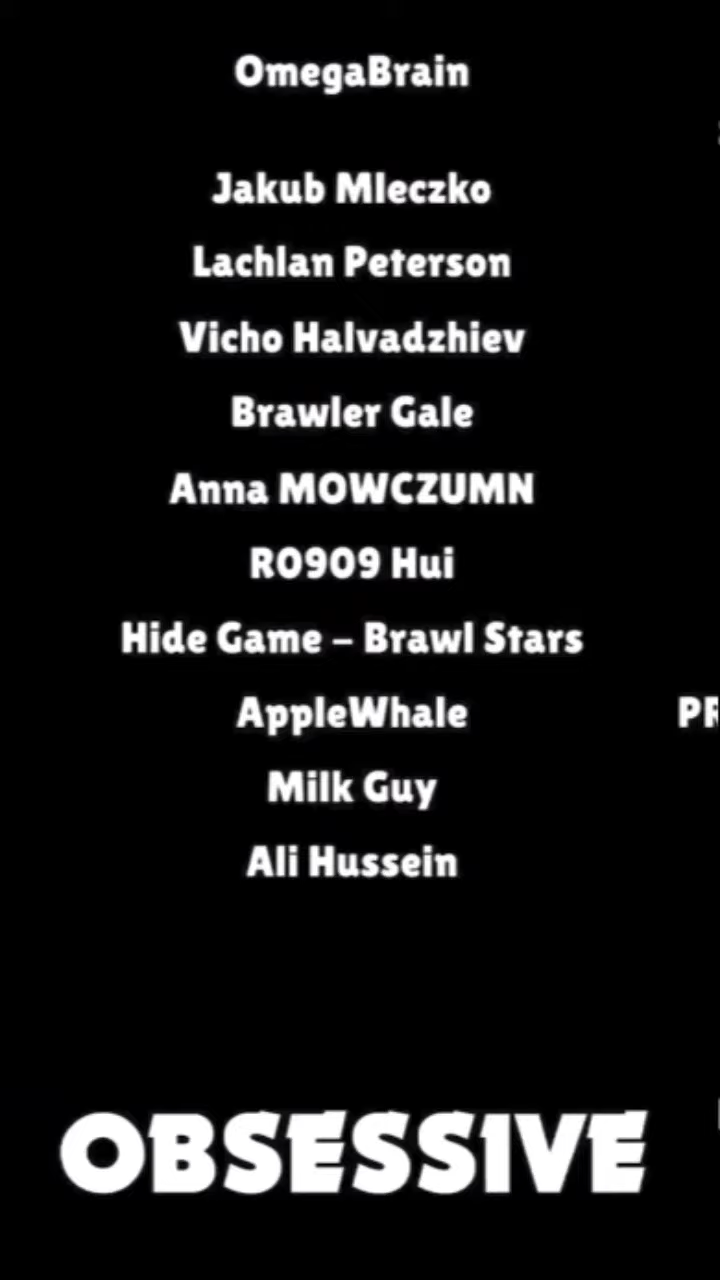 OmegaBrain
Jakub Mleczko
Lachlan Peterson
Vicho Halvadzhiev
Brawler Gale
Anna MOWCZUMN
RO909 Hui
Hide Game – Brawl Stars
AppleWhale
Milk Guy
Ali Hussein
OBSESSIVE